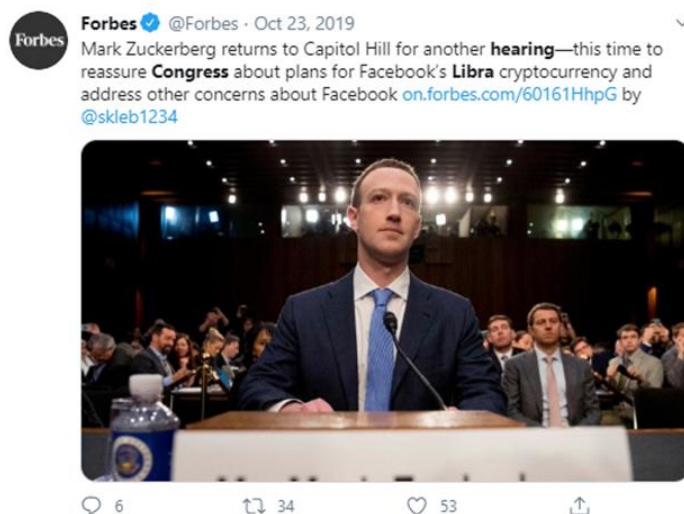 Forbes @Forbes · Oct 23, 2019
Forbes
Mark Zuckerberg returns to Capitol Hill for another hearing—this time to
reassure Congress about plans for Facebook's Libra cryptocurrency and
address other concerns about Facebook on.forbes.com/60161HhpG by
@skleb1234
6 34 53